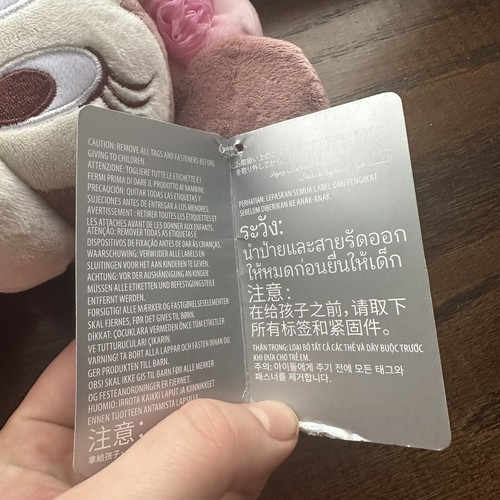 CAUTION: REMOVE ALL TAGS AND FASTENERS BEFORE
GIVING TO CHILDREN.
ATTENZIONE: TOGLIERE TUTTE LE ETICHETTE E I
FERMI PRIMA DI DARE IL PRODOTTO AI BAMBINI.
PRECAUCIÓN: QUITAR TODAS LAS ETIQUETAS Y
SUJECIONES ANTES DE ENTREGAR A LOS MENORES.
AVERTISSEMENT : RETIRER TOUTES LES ÉTIQUETTES ET
LES ATTACHES AVANT DE LES DONNER AUX ENFANTS.
ATENÇÃO: REMOVER TODAS AS ETIQUETAS E
DISPOSITIVOS DE FIXAÇÃO ANTES DE DAR ÀS CRIANÇAS.
WAARSCHUWING: VERWIJDER ALLE LABELS EN
SLUITINGEN VOOR HET AAN KINDEREN TE GEVEN.
ACHTUNG: VOR DER AUSHÄNDIGUNG AN KINDER
MÜSSEN ALLE ETIKETTEN UND BEFESTIGUNGSTEILE
ENTFERNT WERDEN.
FORSIGTIG! ALLE MÆRKER OG FASTGØRELSESELEMENTER
SKAL FJERNES, FØR DET GIVES TIL BØRN.
DİKKAT: ÇOCUKLARA VERMEDEN ÖNCE TÜM ETİKETLER
VE TUTTURUCULAR ÇIKARIN.
VARNING! TA BORT ALLA LAPPAR OCH FÄSTEN INNAN DU
GER PRODUKTEN TILL BARN.
OBS! SKAL IKKE GIS TIL BARN FØR ALLE MERKER
OG FESTEANORDNINGER ER FJERNET.
HUOMIO: IRROTA KAIKKI LAPUT JA KIINNIKKEET
ENNEN TUOTTEEN ANTAMISTA LAPSILLE.
注意:
拿給孩子
PERHATIAN: LEPASKAN SEMUA LABEL DAN PENGIKAT
SEBELUM DIBERIKAN KE ANAK-ANAK.
ระวัง:
นำป้ายและสายรัดออก
ให้หมดก่อนยื่นให้เด็ก
注意:
在给孩子之前,请取下
所有标签和紧固件。
THẬN TRỌNG: LOẠI BỎ TẤT CẢ CÁC THẺ VÀ DÂY BUỘC TRƯỚC
KHI ĐƯA CHO TRẺ EM.
주의: 아이들에게 주기 전에 모든 태그와
패스너를 제거합니다.